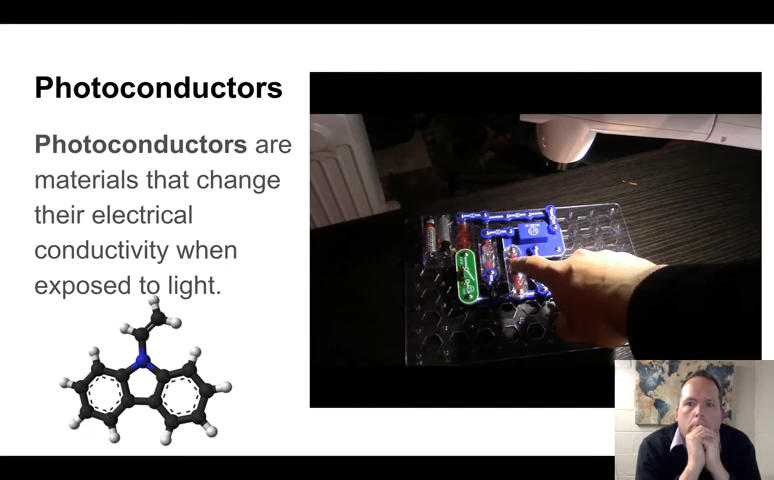 Photoconductors
Photoconductors are
materials that change
their electrical
conductivity when
exposed to light.